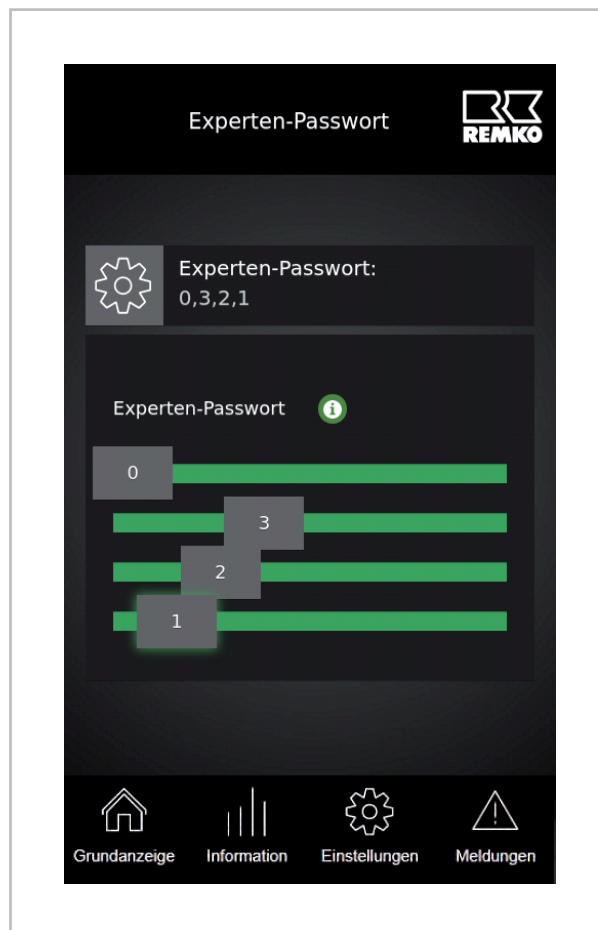 Experten-Passwort
REMKO
Experten-Passwort:
0,3,2,1
Experten-Passwort
0
3
2
1
Grundanzeige Information Einstellungen Meldungen